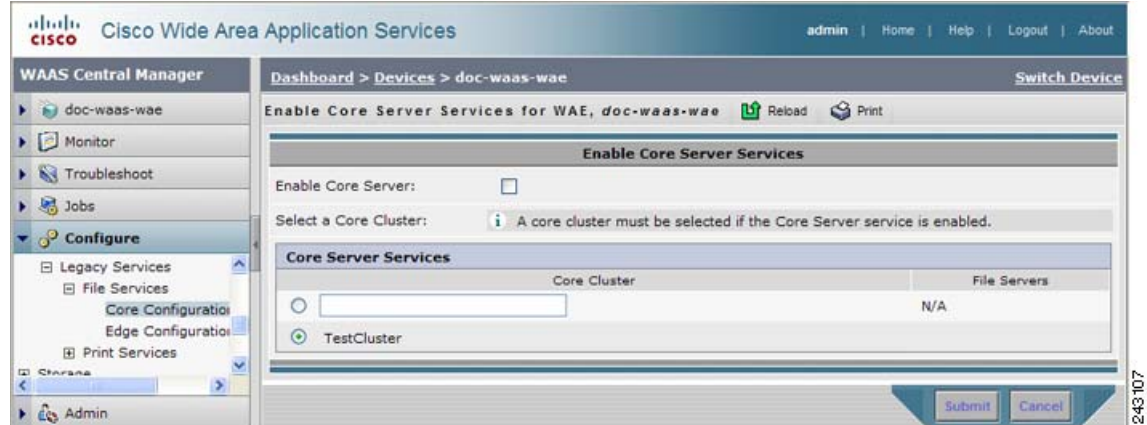 CISCO Cisco Wide Area Application Services admin | Home | Help | Logout | About
WAAS Central Manager
doc-waas-wae
Monitor
Troubleshoot
Jobs
Configure
Legacy Services
File Services
Core Configuratio
Edge Configuratio
Print Services
Storage
Admin
Dashboard > Devices > doc-waas-wae Switch Device
Enable Core Server Services for WAE, doc-waas-wae Reload Print
Enable Core Server Services
Enable Core Server:
Select a Core Cluster: i A core cluster must be selected if the Core Server service is enabled.
Core Server Services
Core Cluster File Servers
N/A
TestCluster
Submit Cancel
243107